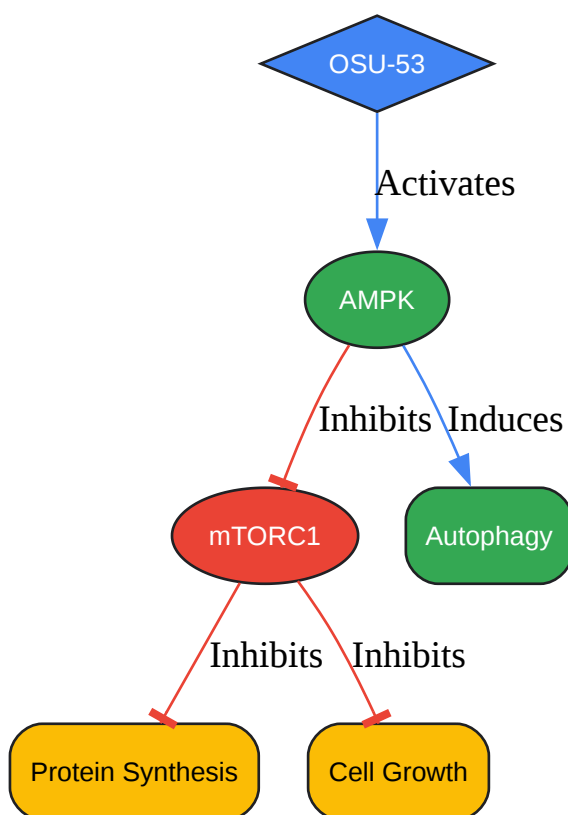 OSU-53
Activates
AMPK
Inhibits
Induces
mTORC1
Autophagy
Inhibits
Inhibits
Protein Synthesis
Cell Growth